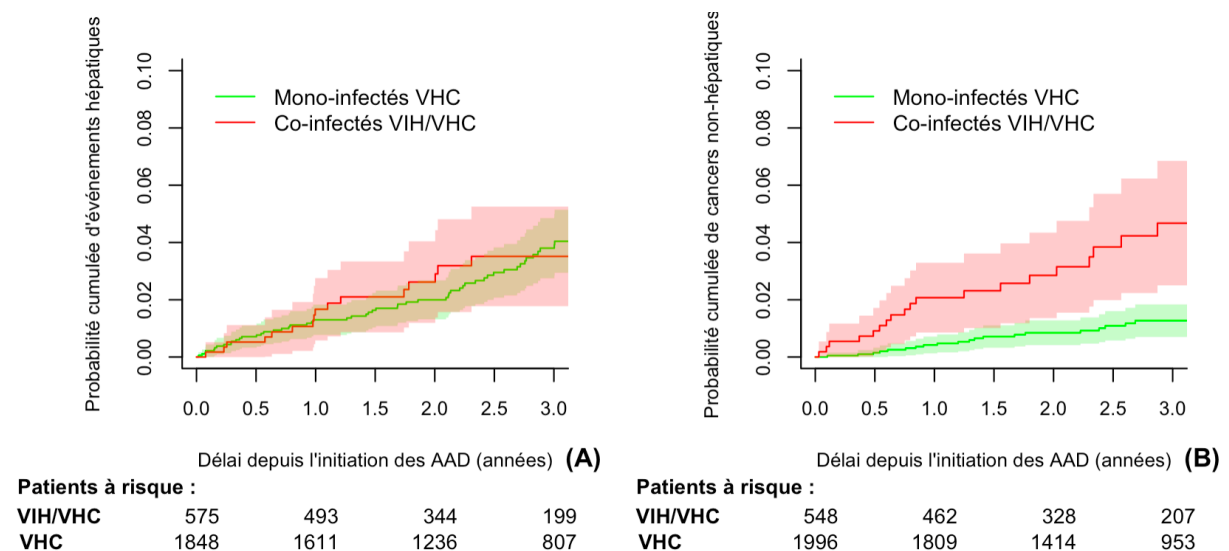 Probabilité cumulée d'événements hépatiques
0.00 0.02 0.04 0.06 0.08 0.10
Mono-infectés VHC
Co-infectés VIH/VHC
0.0 0.5 1.0 1.5 2.0 2.5 3.0
Délai depuis l'initiation des AAD (années) (A)
Patients à risque :
VIH/VHC 575 493 344 199
VHC 1848 1611 1236 807
Probabilité cumulée de cancers non-hépatiques
0.00 0.02 0.04 0.06 0.08 0.10
Mono-infectés VHC
Co-infectés VIH/VHC
0.0 0.5 1.0 1.5 2.0 2.5 3.0
Délai depuis l'initiation des AAD (années) (B)
Patients à risque :
VIH/VHC 548 462 328 207
VHC 1996 1809 1414 953